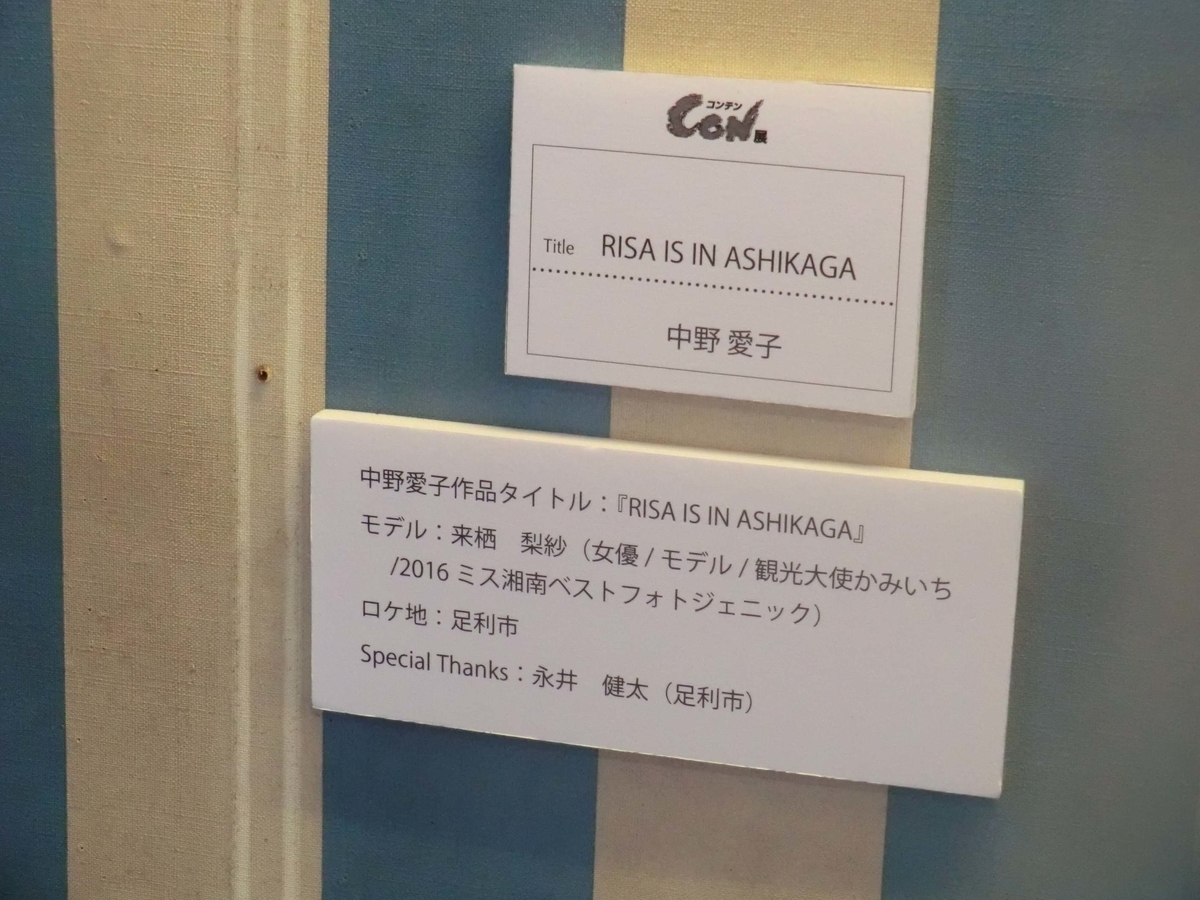 コンテン
CON展
Title RISA IS IN ASHIKAGA
中野 愛子
中野愛子作品タイトル：『RISA IS IN ASHIKAGA』
モデル：来栖　梨紗（女優 / モデル / 観光大使かみいち
/2016 ミス湘南ベストフォトジェニック）
ロケ地：足利市
Special Thanks：永井　健太（足利市）